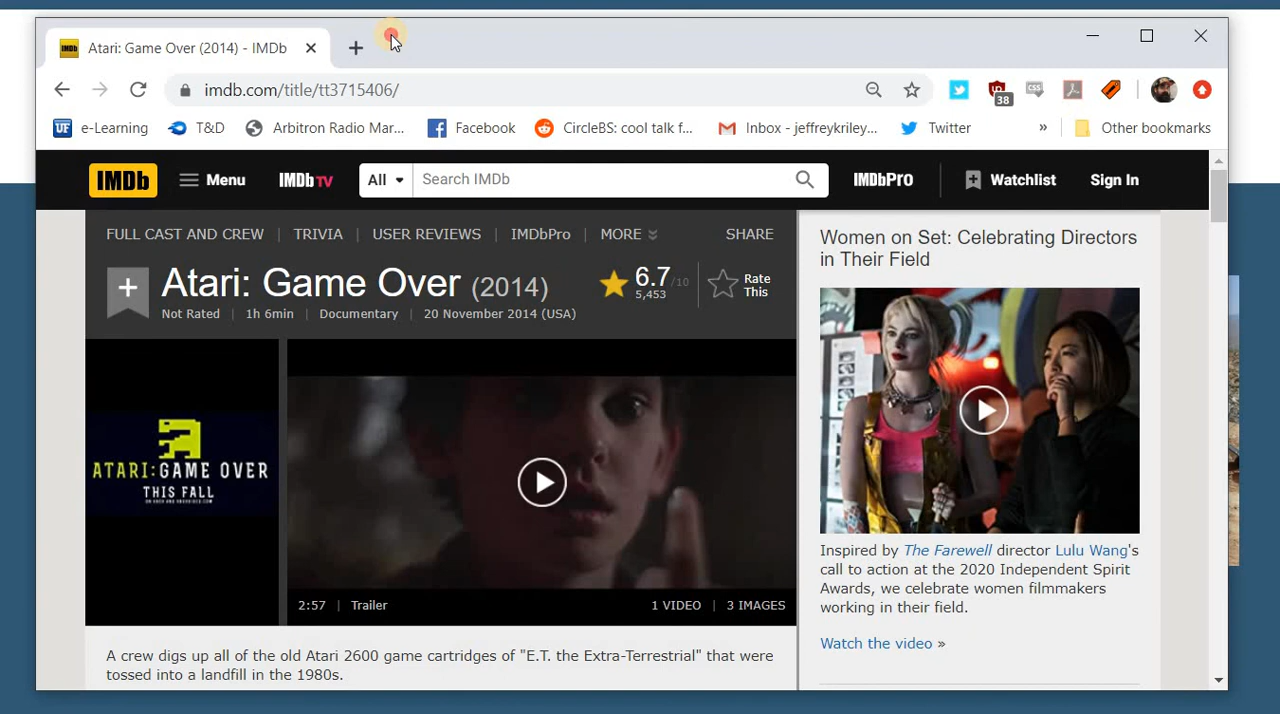 Atari: Game Over (2014) - IMDb
imdb.com/title/tt3715406/
38
CSS
UF e-Learning
T&D
Arbitron Radio Mar...
Facebook
CircleBS: cool talk f...
Inbox - jeffreykriley...
Twitter
»
Other bookmarks
IMDb
Menu
IMDb TV
All
Search IMDb
IMDbPro
Watchlist
Sign In
FULL CAST AND CREW | TRIVIA | USER REVIEWS | IMDbPro | MORE
SHARE
Atari: Game Over (2014)
6.7/10
5,453
Rate
This
Not Rated | 1h 6min | Documentary | 20 November 2014 (USA)
ATARI:GAME OVER
THIS FALL
2:57 | Trailer
1 VIDEO | 3 IMAGES
A crew digs up all of the old Atari 2600 game cartridges of "E.T. the Extra-Terrestrial" that were
tossed into a landfill in the 1980s.
Women on Set: Celebrating Directors
in Their Field
Inspired by The Farewell director Lulu Wang's
call to action at the 2020 Independent Spirit
Awards, we celebrate women filmmakers
working in their field.
Watch the video »